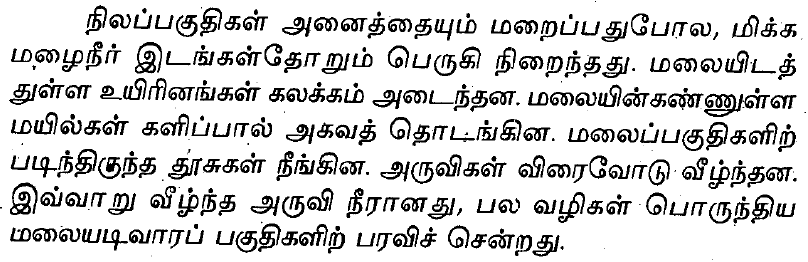 நிலப்பகுதிகள் அனைத்தையும் மறைப்பதுபோல, மிக்க
மழைநீர் இடங்கள்தோறும் பெருகி நிறைந்தது. மலையிடத்
துள்ள உயிரினங்கள் கலக்கம் அடைந்தன. மலையின்கண்ணுள்ள
மயில்கள் களிப்பால் அகவத் தொடங்கின. மலைப்பகுதிகளிற்
படிந்திருந்த தூசுகள் நீங்கின. அருவிகள் விரைவோடு வீழ்ந்தன.
இவ்வாறு வீழ்ந்த அருவி நீரானது, பல வழிகள் பொருந்திய
மலையடிவாரப் பகுதிகளிற் பரவிச் சென்றது.